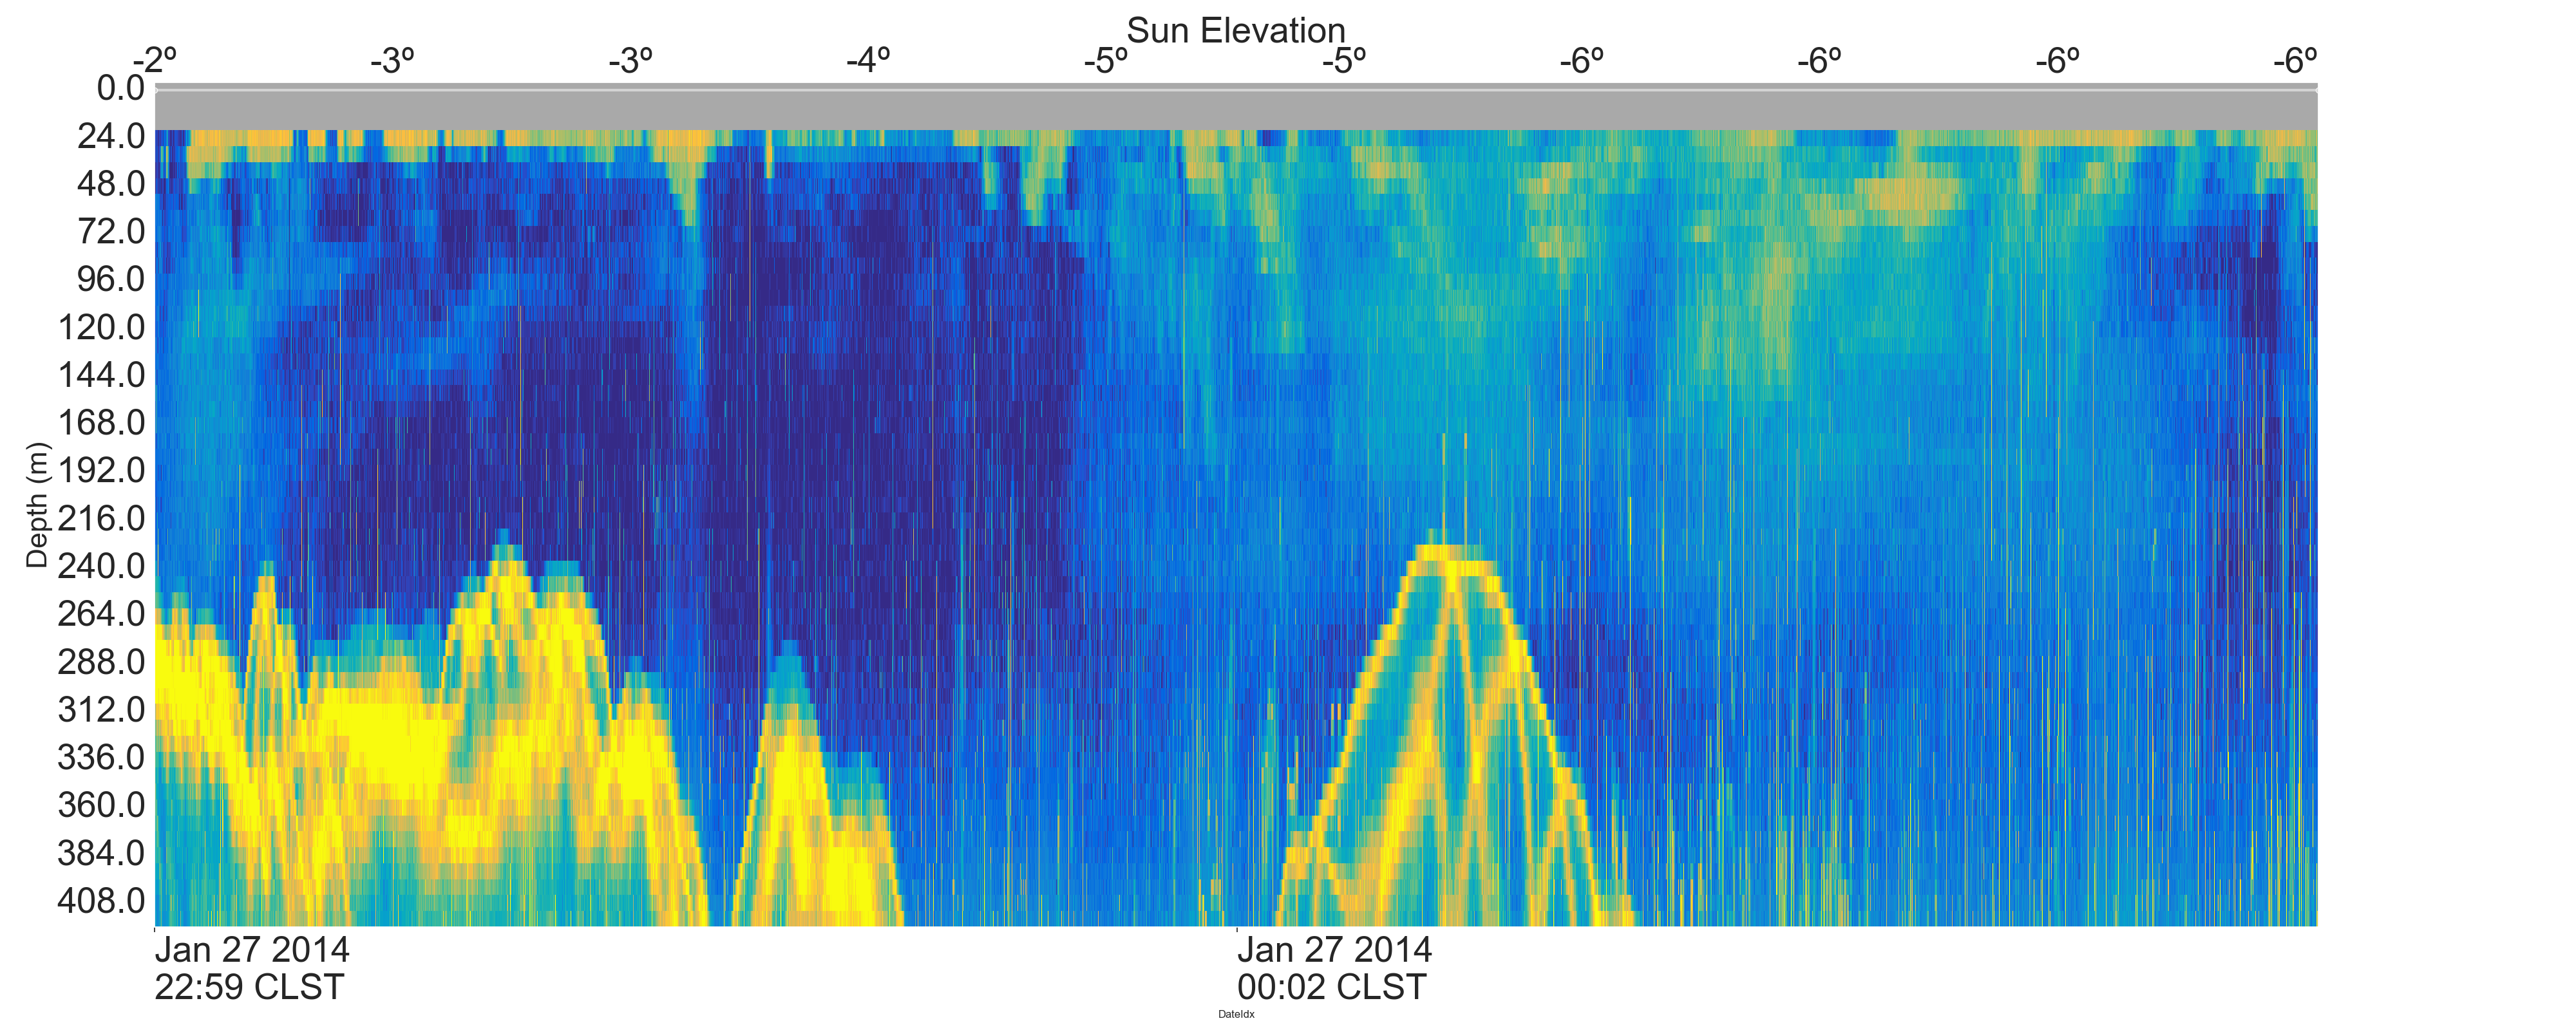 Sun Elevation
-2º -3º -3º -4º -5º -5º -6º -6º -6º -6º
0.0
24.0
48.0
72.0
96.0
120.0
144.0
168.0
192.0
216.0
240.0
264.0
288.0
312.0
336.0
360.0
384.0
408.0
Depth (m)
Jan 27 2014
22:59 CLST
Jan 27 2014
00:02 CLST
DateIdx